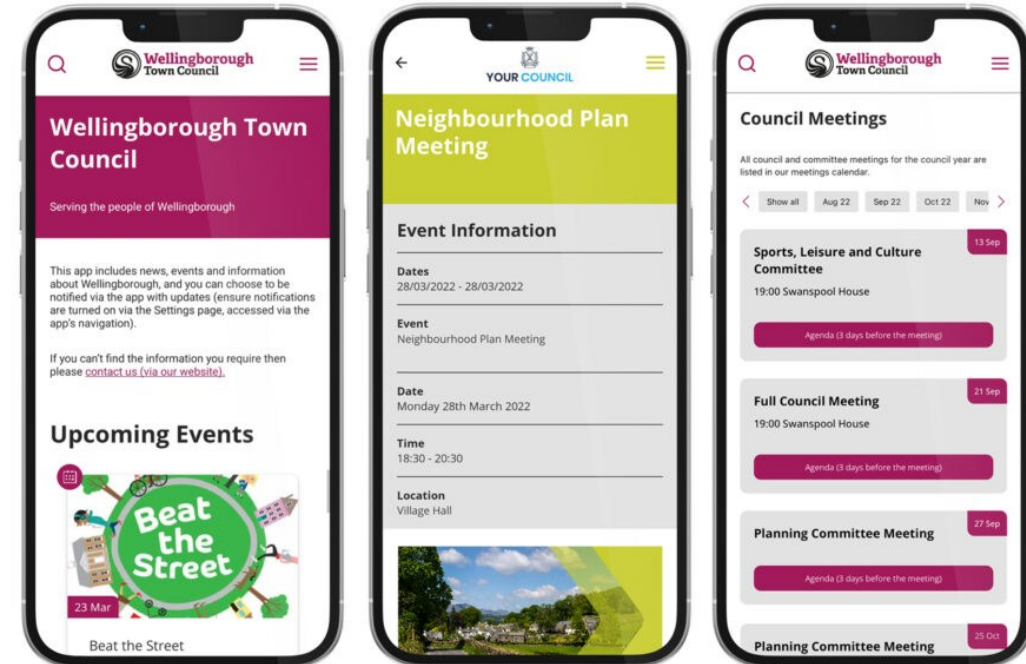 Wellingborough
Town Council
Wellingborough Town
Council
Serving the people of Wellingborough
This app includes news, events and information
about Wellingborough, and you can choose to be
notified via the app with updates (ensure notifications
are turned on via the Settings page, accessed via the
app's navigation).
If you can't find the information you require then
please contact us (via our website).
Upcoming Events
Beat
the
Street
23 Mar
Beat the Street
YOUR COUNCIL
Neighbourhood Plan
Meeting
Event Information
Dates
28/03/2022 - 28/03/2022
Event
Neighbourhood Plan Meeting
Date
Monday 28th March 2022
Time
18:30 - 20:30
Location
Village Hall
Wellingborough
Town Council
Council Meetings
All council and committee meetings for the council year are
listed in our meetings calendar.
Show all Aug 22 Sep 22 Oct 22 Nov
13 Sep
Sports, Leisure and Culture
Committee
19:00 Swanspool House
Agenda (3 days before the meeting)
21 Sep
Full Council Meeting
19:00 Swanspool House
Agenda (3 days before the meeting)
27 Sep
Planning Committee Meeting
Agenda (3 days before the meeting)
25 Oct
Planning Committee Meeting